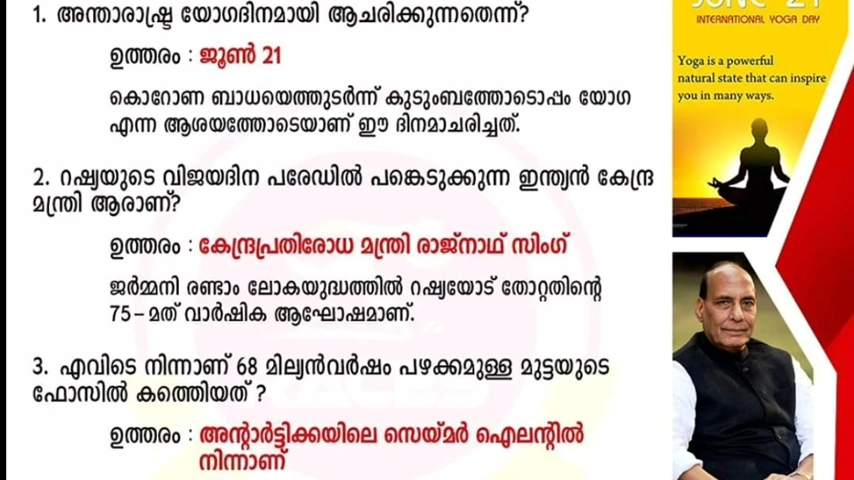 1. അന്താരാഷ്ട്ര യോഗദിനമായി ആചരിക്കുന്നതെന്ന്?
ഉത്തരം : ജൂൺ 21
കൊറോണ ബാധയെത്തുടർന്ന് കുടുംബത്തോടൊപ്പം യോഗ
എന്ന ആശയത്തോടെയാണ് ഈ ദിനമാചരിച്ചത്.
2. റഷ്യയുടെ വിജയദിന പരേഡിൽ പങ്കെടുക്കുന്ന ഇന്ത്യൻ കേന്ദ്ര
മന്ത്രി ആരാണ്?
ഉത്തരം : കേന്ദ്രപ്രതിരോധ മന്ത്രി രാജ്നാഥ് സിംഗ്
ജർമ്മനി രണ്ടാം ലോകയുദ്ധത്തിൽ റഷ്യയോട് തോറ്റതിന്റെ
75 – മത് വാർഷിക ആഘോഷമാണ്.
3. എവിടെ നിന്നാണ് 68 മില്യൻവർഷം പഴക്കമുള്ള മുട്ടയുടെ
ഫോസിൽ കത്തെിയത് ?
ഉത്തരം : അന്റാർട്ടിക്കയിലെ സെയ്മർ ഐലന്റിൽ
നിന്നാണ്
JUNE 21
INTERNATIONAL YOGA DAY
Yoga is a powerful
natural state that can inspire
you in many ways.